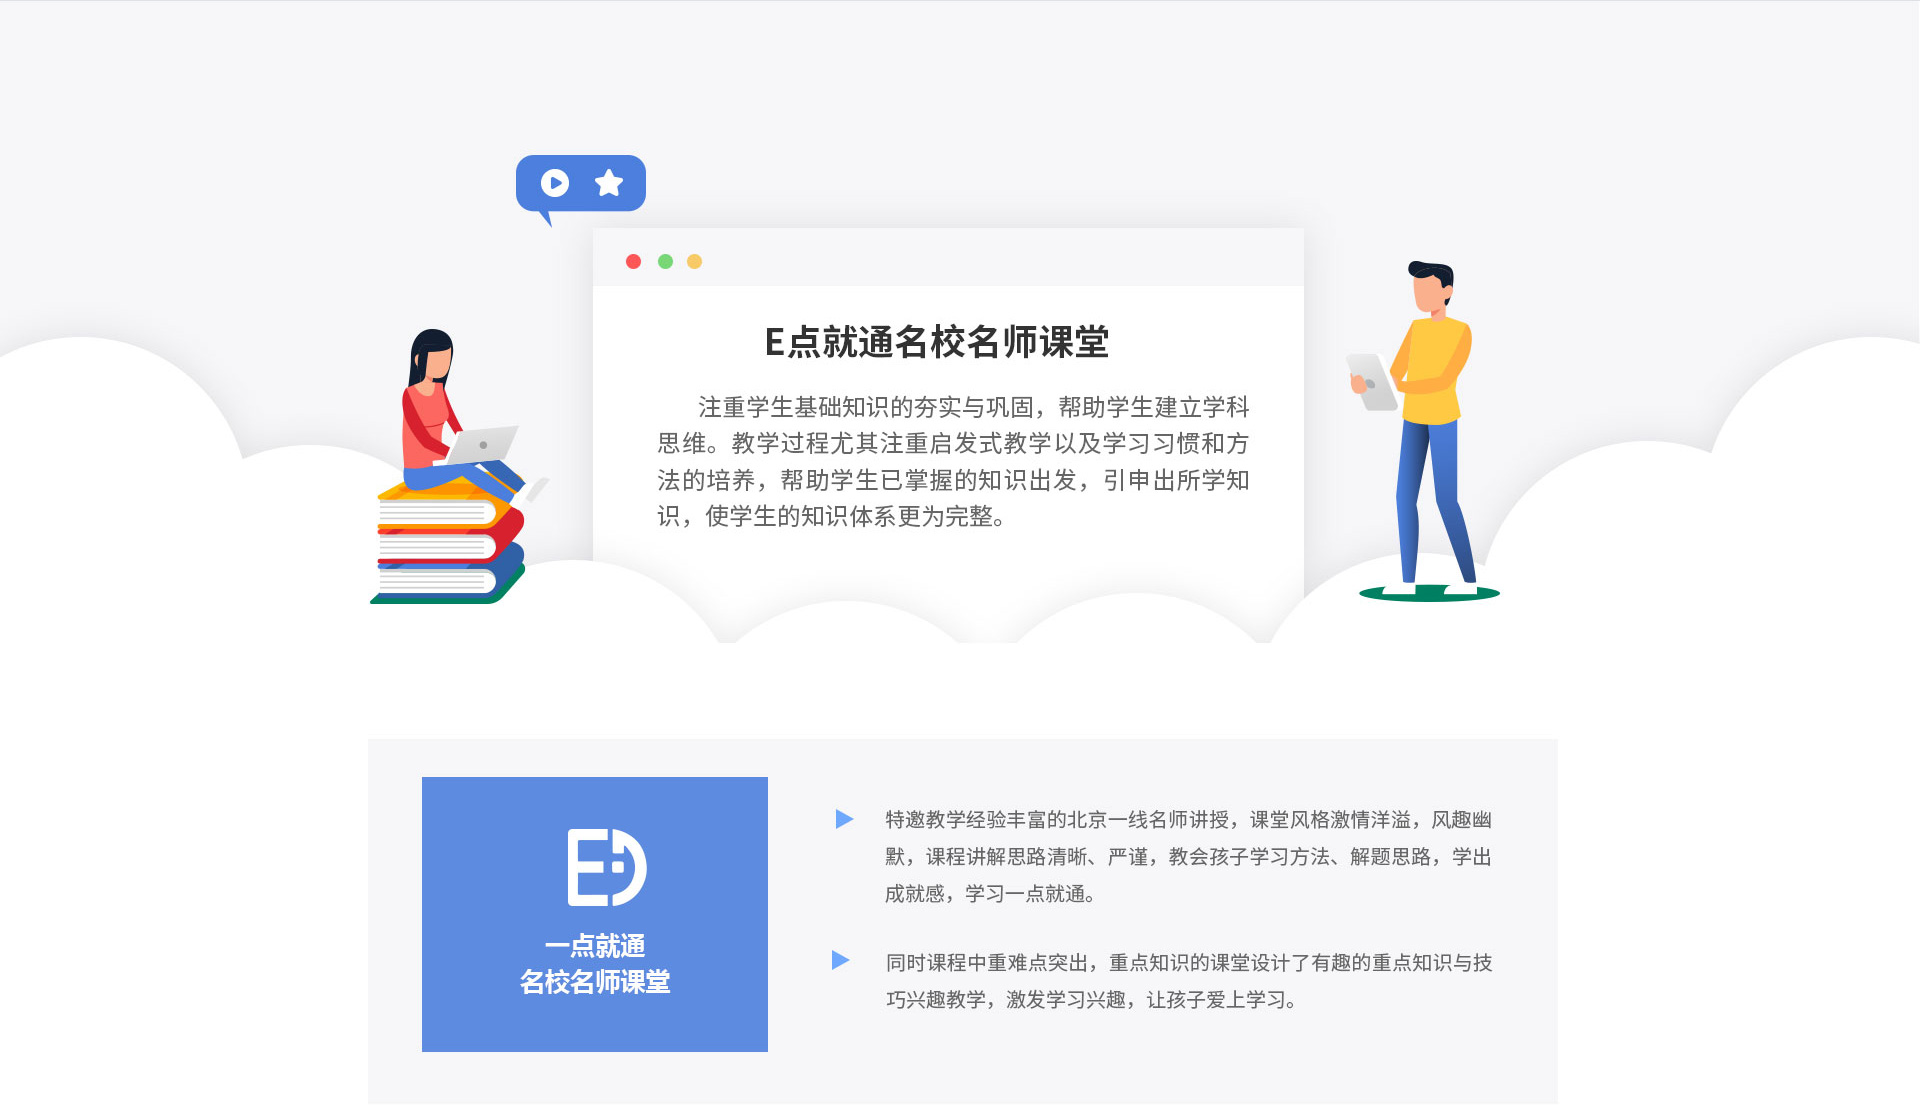 E点就通名校名师课堂
注重学生基础知识的夯实与巩固，帮助学生建立学科
思维。教学过程尤其注重启发式教学以及学习习惯和方
法的培养，帮助学生已掌握的知识出发，引申出所学知
识，使学生的知识体系更为完整。
一点就通
名校名师课堂
特邀教学经验丰富的北京一线名师讲授，课堂风格激情洋溢，风趣幽
默，课程讲解思路清晰、严谨，教会孩子学习方法、解题思路，学出
成就感，学习一点就通。
同时课程中重难点突出，重点知识的课堂设计了有趣的重点知识与技
巧兴趣教学，激发学习兴趣，让孩子爱上学习。